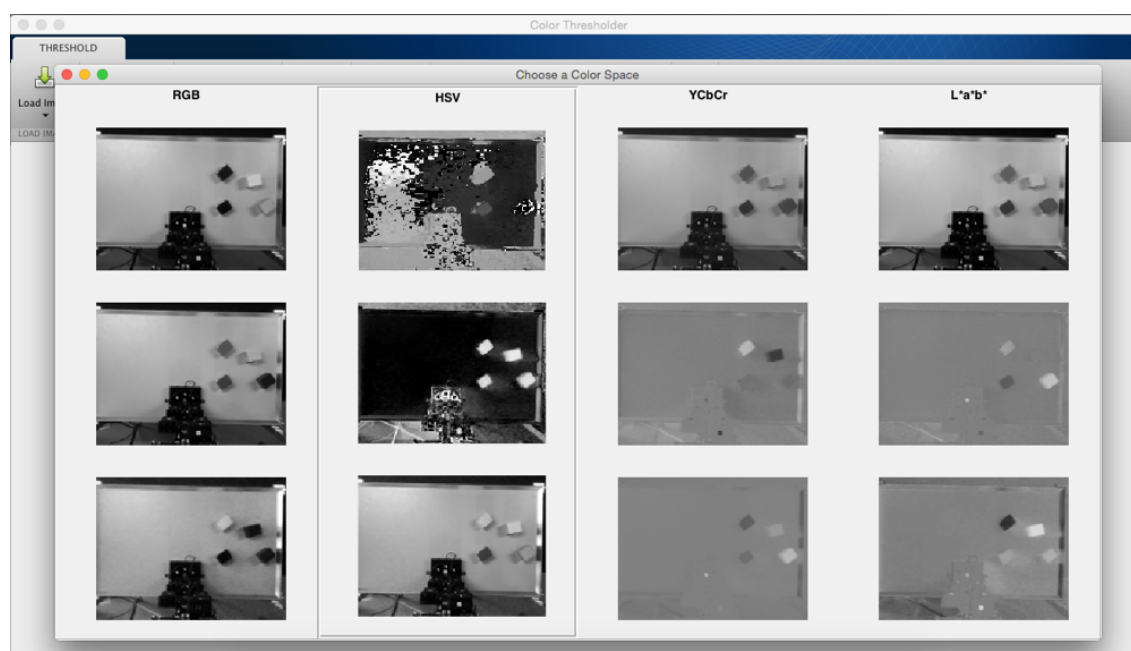 Color Thresholder
THRESHOLD
Choose a Color Space
Load Im
LOAD IMA
RGB
HSV
YCbCr
L*a*b*